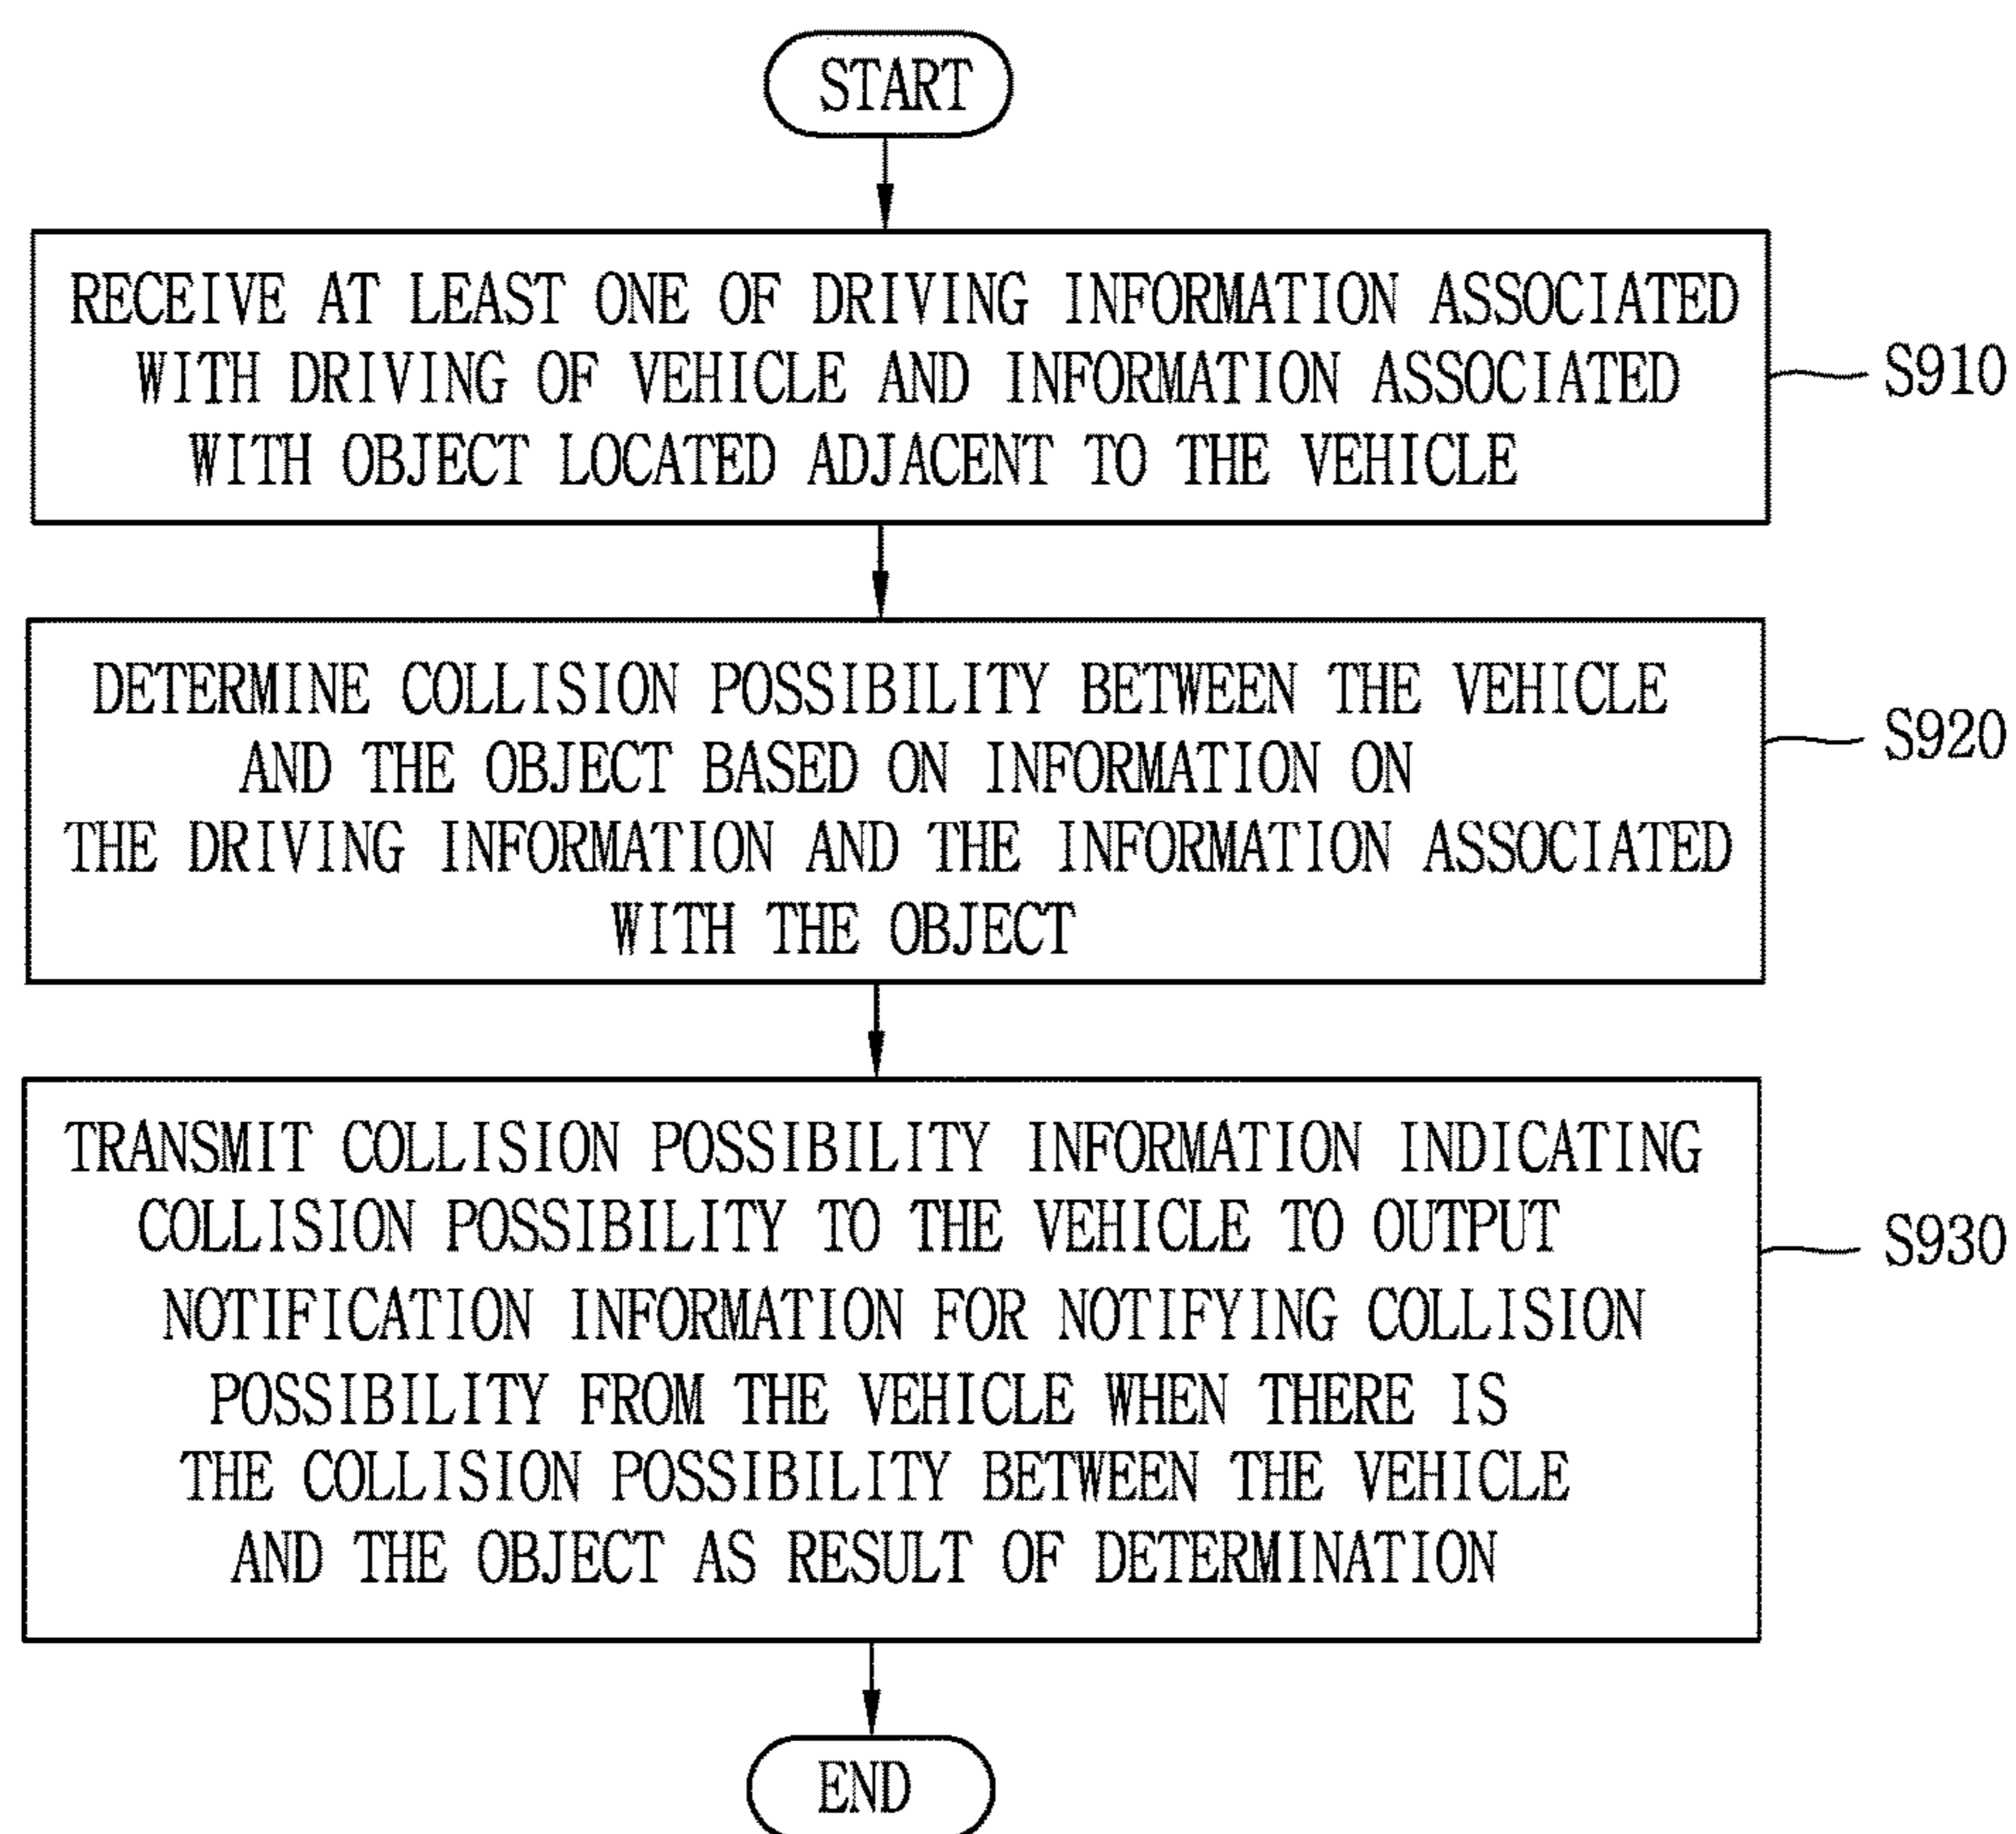 START
RECEIVE AT LEAST ONE OF DRIVING INFORMATION ASSOCIATED
WITH DRIVING OF VEHICLE AND INFORMATION ASSOCIATED
WITH OBJECT LOCATED ADJACENT TO THE VEHICLE
S910
DETERMINE COLLISION POSSIBILITY BETWEEN THE VEHICLE
AND THE OBJECT BASED ON INFORMATION ON
THE DRIVING INFORMATION AND THE INFORMATION ASSOCIATED
WITH THE OBJECT
S920
TRANSMIT COLLISION POSSIBILITY INFORMATION INDICATING
COLLISION POSSIBILITY TO THE VEHICLE TO OUTPUT
NOTIFICATION INFORMATION FOR NOTIFYING COLLISION
POSSIBILITY FROM THE VEHICLE WHEN THERE IS
THE COLLISION POSSIBILITY BETWEEN THE VEHICLE
AND THE OBJECT AS RESULT OF DETERMINATION
S930
END